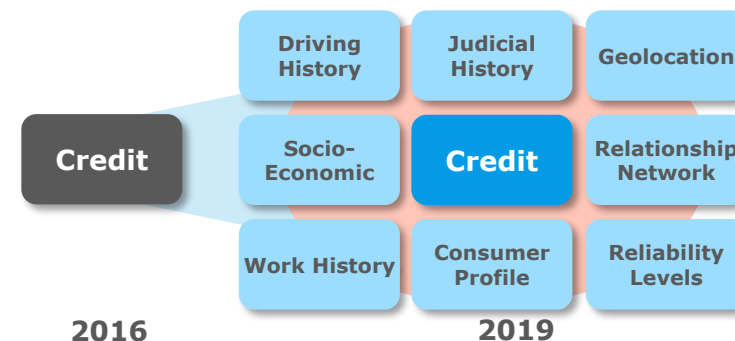 Driving
History
Judicial
History
Geolocation
Credit
Socio-
Economic
Credit
Relationship
Network
Work History
Consumer
Profile
Reliability
Levels
2016
2019